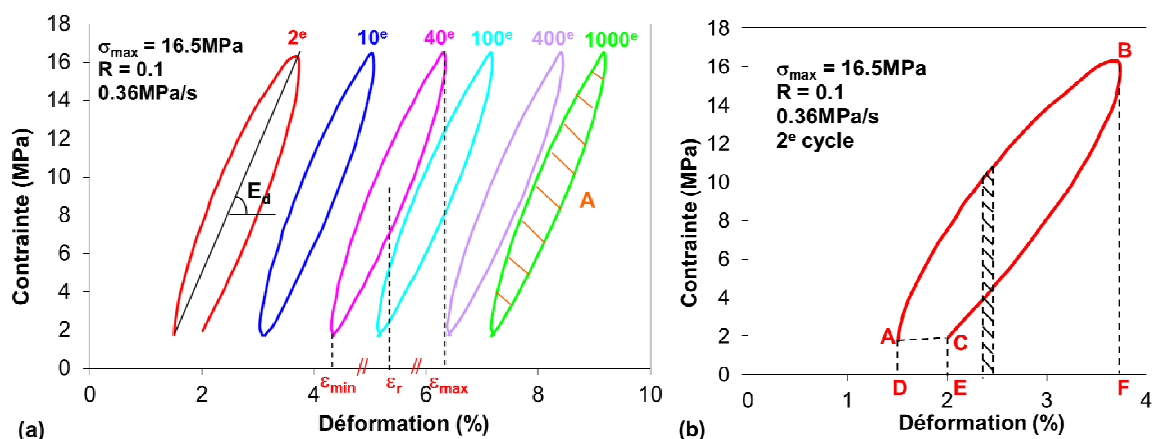 18
16
14
12
10
8
6
4
2
0
Contrainte (MPa)
σmax = 16.5MPa
R = 0.1
0.36MPa/s
2e
10e
40e
100e
400e
1000e
Ed
A
εmin
εr
εmax
0
2
4
6
8
10
Déformation (%)
(a)
18
16
14
12
10
8
6
4
2
0
Contrainte (MPa)
σmax = 16.5MPa
R = 0.1
0.36MPa/s
2e cycle
B
A
C
D
E
F
0
1
2
3
4
Déformation (%)
(b)